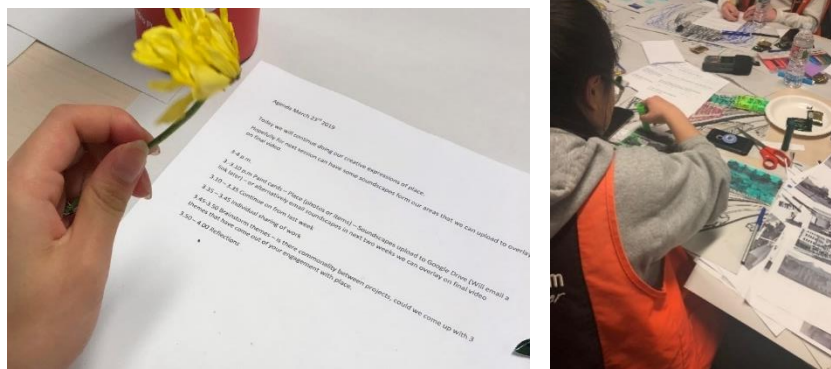 Agenda March 23rd 2019
Today we will continue doing our creative expressions of place.
Hopefully for next session can have some soundscapes form our areas that we can upload to overlay
on final video
3-4 p.m.
3.-3.10 p.m Paint cards – Place (photos or items) – Soundscapes upload to Google Drive (Will email a
link later) – or alternatively email soundscapes in next two weeks we can overlay on final video
3.10 – 3.35 Continue on from last week
3.35 – 3.45 Individual sharing of work
3.45-3.50 Brainstorm themes – is there commonality between projects, could we come up with 3
themes that have come out of your engagement with place.
3.50 – 4.00 Reflections